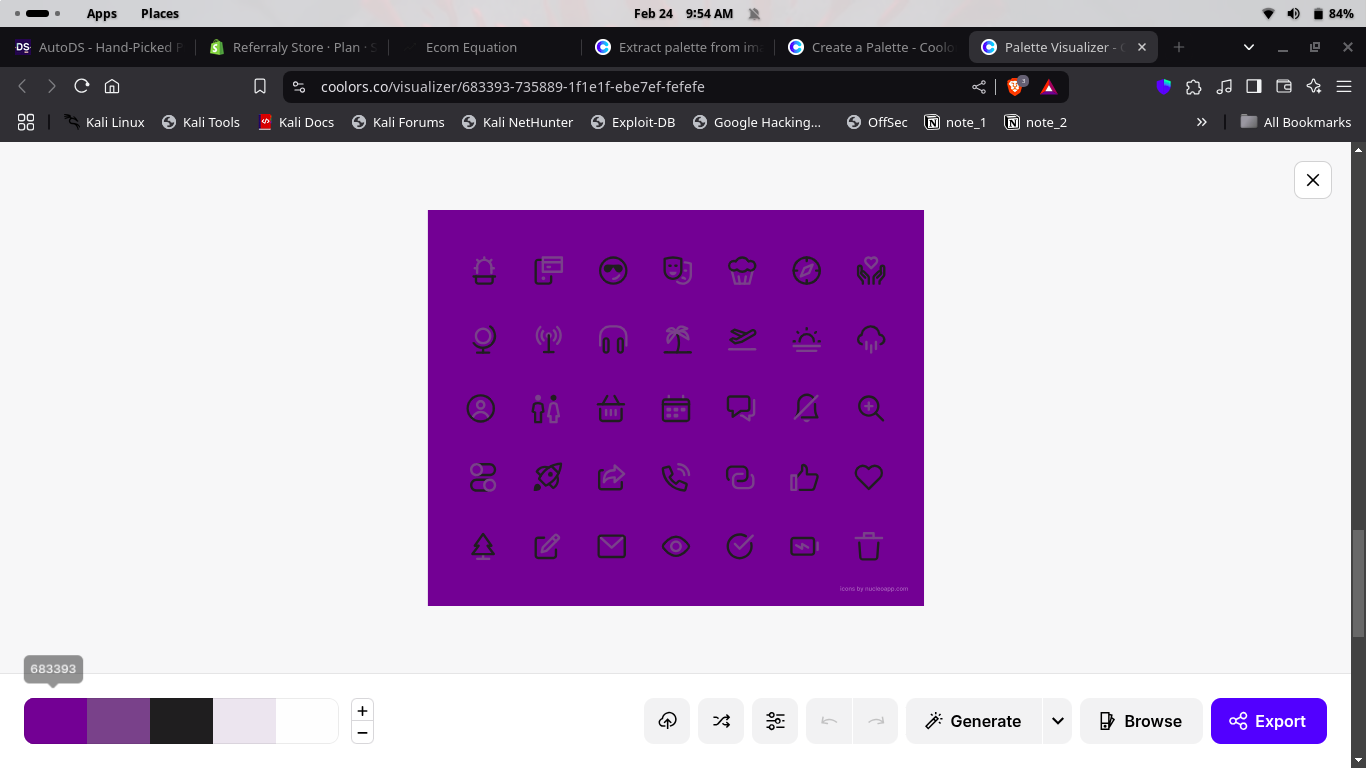 Apps Places Feb 24 9:54 AM 84%
AutoDS - Hand-Picked P Referraly Store · Plan · S Ecom Equation Extract palette from ima Create a Palette - Coolo Palette Visualizer - C
coolors.co/visualizer/683393-735889-1f1e1f-ebe7ef-fefefe 3
Kali Linux Kali Tools Kali Docs Kali Forums Kali NetHunter Exploit-DB Google Hacking... OffSec note_1 note_2 » All Bookmarks
icons by nucleoapp.com
683393
Generate Browse Export